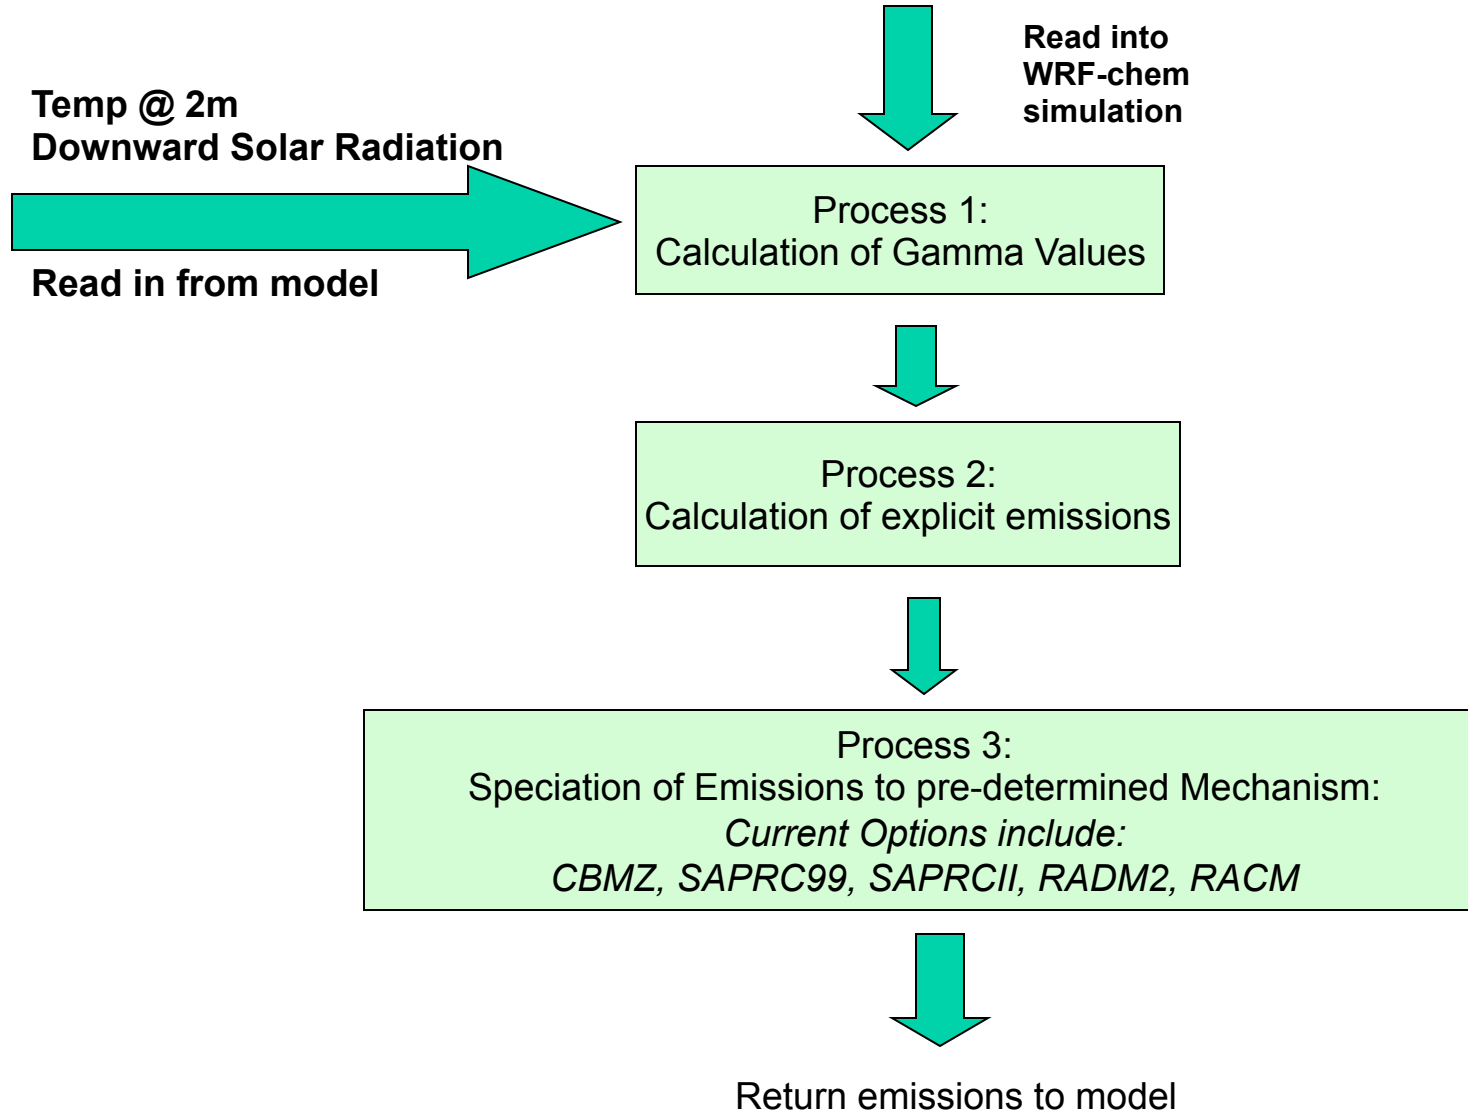 Read into
WRF-chem
simulation
Temp @ 2m
Downward Solar Radiation
Read in from model
Process 1:
Calculation of Gamma Values
Process 2:
Calculation of explicit emissions
Process 3:
Speciation of Emissions to pre-determined Mechanism:
Current Options include:
CBMZ, SAPRC99, SAPRCII, RADM2, RACM
Return emissions to model